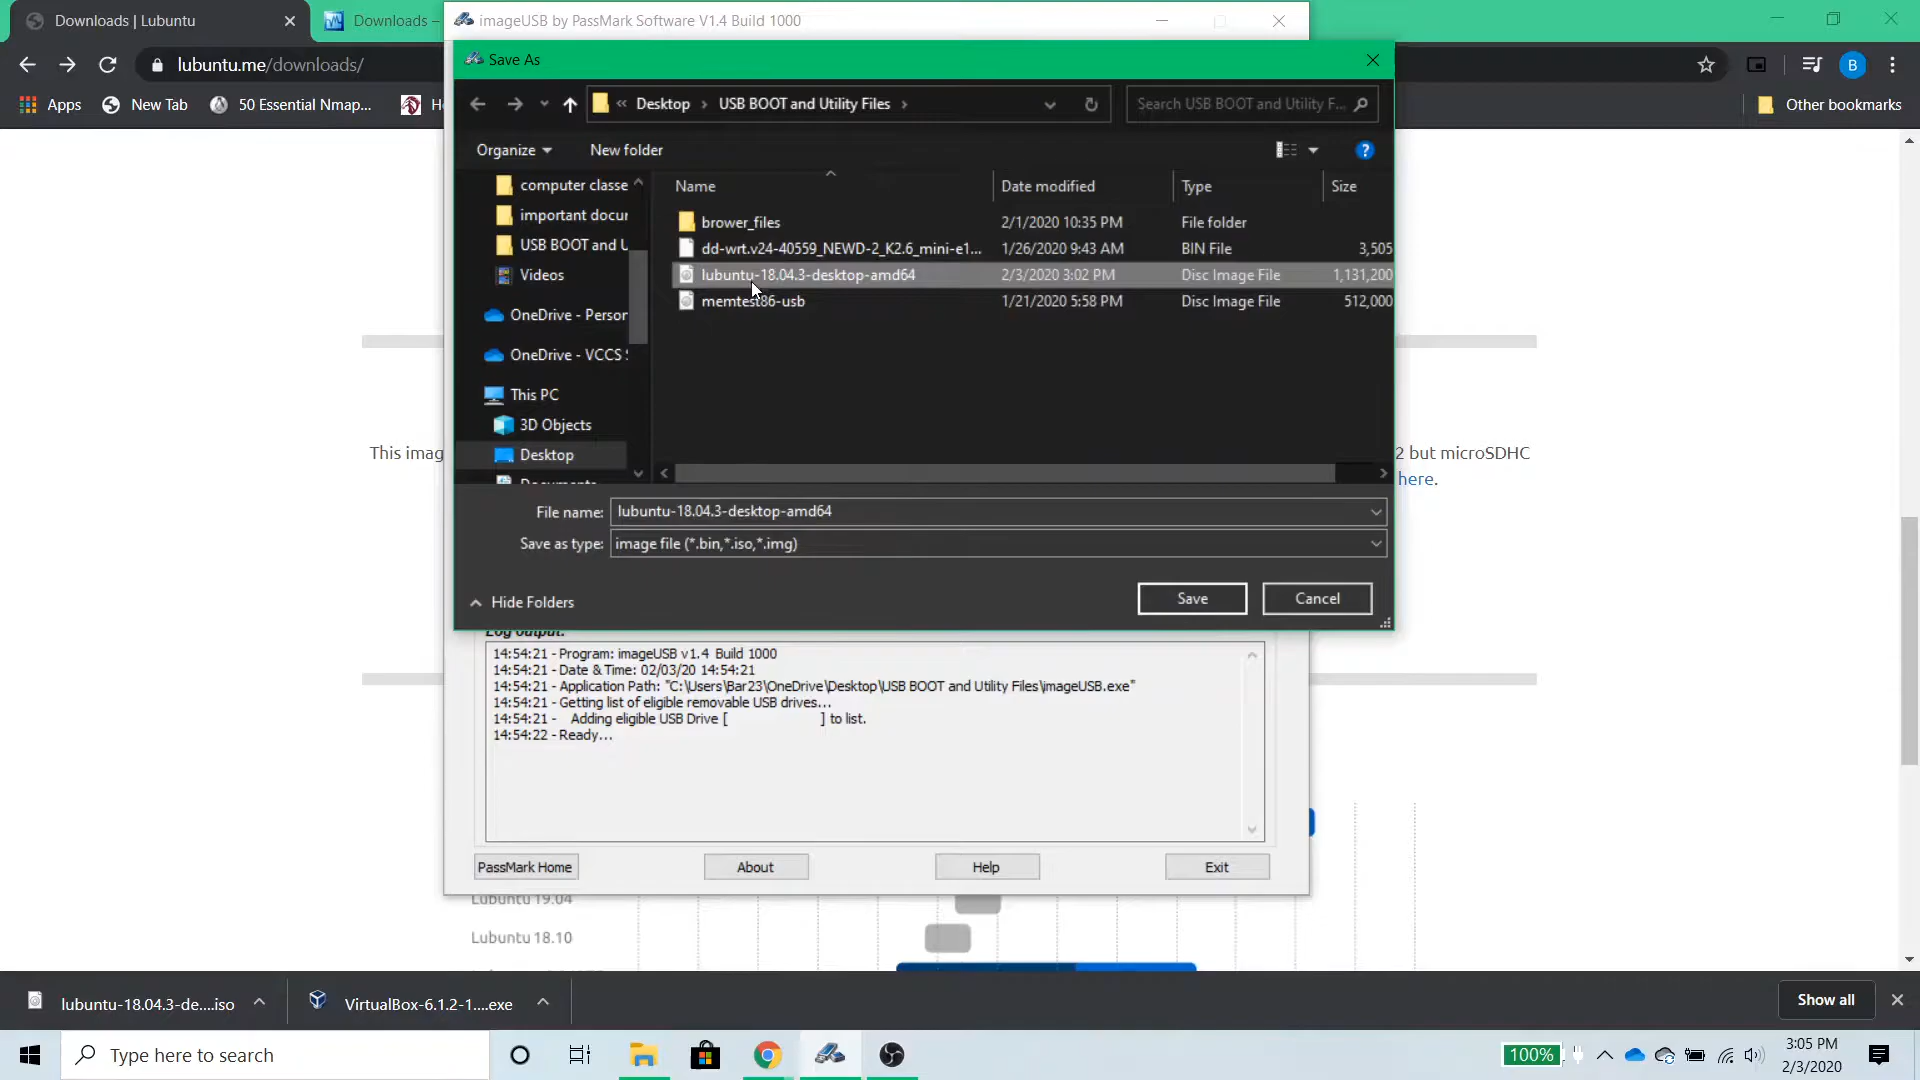 Downloads | Lubuntu
Downloads –
imageUSB by PassMark Software V1.4 Build 1000
lubuntu.me/downloads/
B
Apps
New Tab
50 Essential Nmap...
Other bookmarks
Save As
« Desktop › USB BOOT and Utility Files ›
Search USB BOOT and Utility F...
Organize
New folder
?
Name
Date modified
Type
Size
computer classe
important docur
USB BOOT and U
Videos
OneDrive - Person
OneDrive - VCCS
This PC
3D Objects
Desktop
Documents
brower_files 2/1/2020 10:35 PM File folder
dd-wrt.v24-40559_NEWD-2_K2.6_mini-e1... 1/26/2020 9:43 AM BIN File 3,505
lubuntu-18.04.3-desktop-amd64 2/3/2020 3:02 PM Disc Image File 1,131,200
memtest86-usb 1/21/2020 5:58 PM Disc Image File 512,000
File name: lubuntu-18.04.3-desktop-amd64
Save as type: image file (*.bin,*.iso,*.img)
Hide Folders
Save
Cancel
This imag
2 but microSDHC
here.
Log output:
14:54:21 - Program: imageUSB v1.4 Build 1000
14:54:21 - Date & Time: 02/03/20 14:54:21
14:54:21 - Application Path: "C:\Users\Bar23\OneDrive\Desktop\USB BOOT and Utility Files\imageUSB.exe"
14:54:21 - Getting list of eligible removable USB drives...
14:54:21 - Adding eligible USB Drive [ ] to list.
14:54:22 - Ready...
PassMark Home
About
Help
Exit
Lubuntu 19.04
Lubuntu 18.10
lubuntu-18.04.3-de....iso
VirtualBox-6.1.2-1....exe
Show all
Type here to search
100%
3:05 PM
2/3/2020